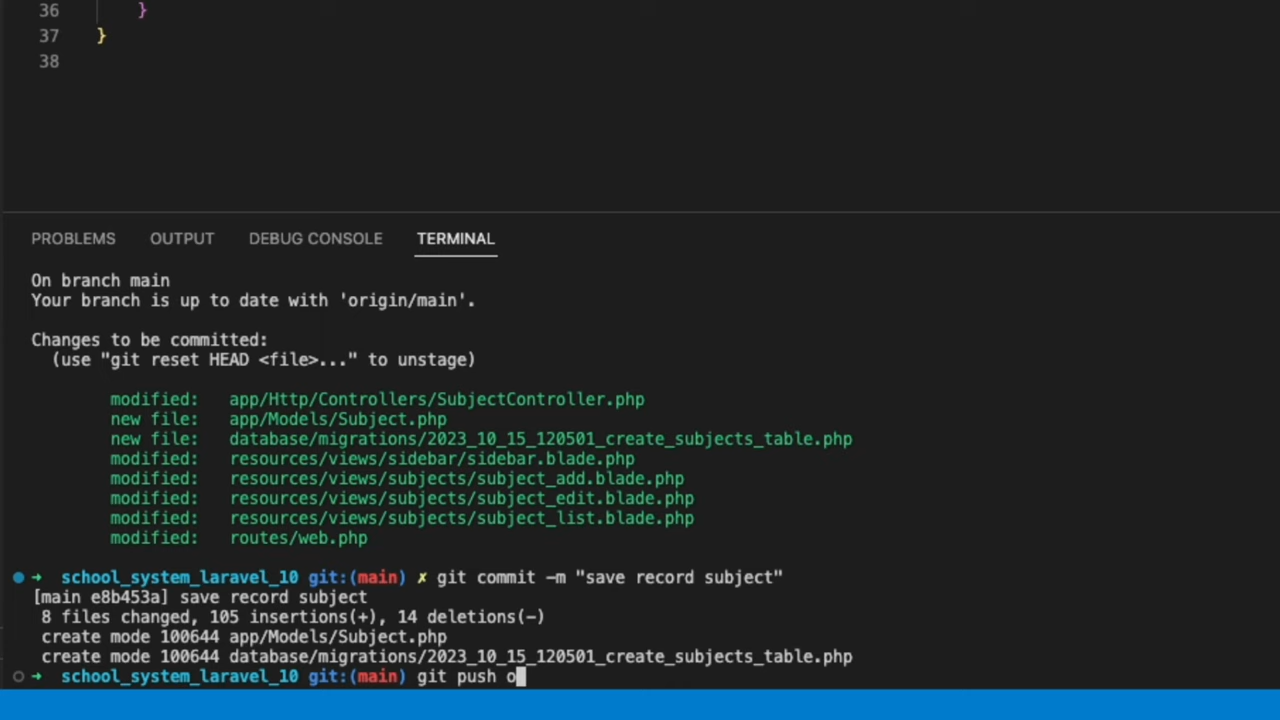 36 }
37 }
38
PROBLEMS OUTPUT DEBUG CONSOLE TERMINAL
On branch main
Your branch is up to date with 'origin/main'.
Changes to be committed:
(use "git reset HEAD <file>..." to unstage)
modified: app/Http/Controllers/SubjectController.php
new file: app/Models/Subject.php
new file: database/migrations/2023_10_15_120501_create_subjects_table.php
modified: resources/views/sidebar/sidebar.blade.php
modified: resources/views/subjects/subject_add.blade.php
modified: resources/views/subjects/subject_edit.blade.php
modified: resources/views/subjects/subject_list.blade.php
modified: routes/web.php
➜ school_system_laravel_10 git:(main) ✗ git commit -m "save record subject"
[main e8b453a] save record subject
8 files changed, 105 insertions(+), 14 deletions(-)
create mode 100644 app/Models/Subject.php
create mode 100644 database/migrations/2023_10_15_120501_create_subjects_table.php
➜ school_system_laravel_10 git:(main) git push o